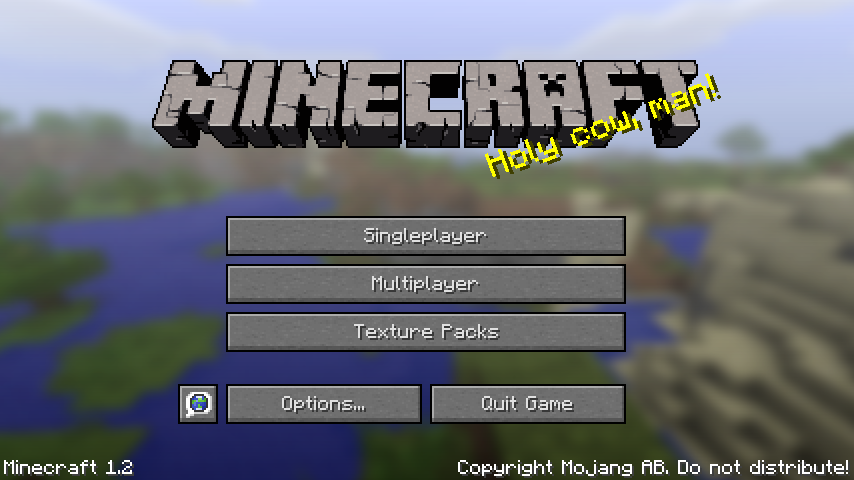 MINECRAFT
Holy cow, man!
Singleplayer
Multiplayer
Texture Packs
Options...
Quit Game
Minecraft 1.2
Copyright Mojang AB. Do not distribute!